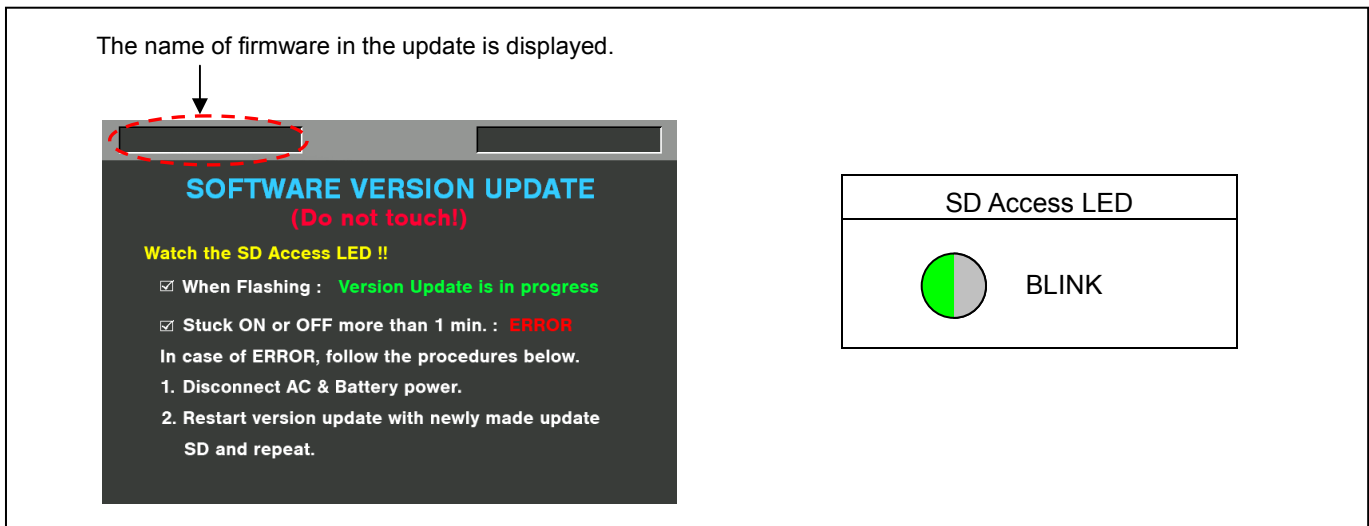 The name of firmware in the update is displayed.
SOFTWARE VERSION UPDATE
(Do not touch!)
Watch the SD Access LED !!
When Flashing : Version Update is in progress
Stuck ON or OFF more than 1 min. : ERROR
In case of ERROR, follow the procedures below.
1. Disconnect AC & Battery power.
2. Restart version update with newly made update
SD and repeat.
SD Access LED
BLINK